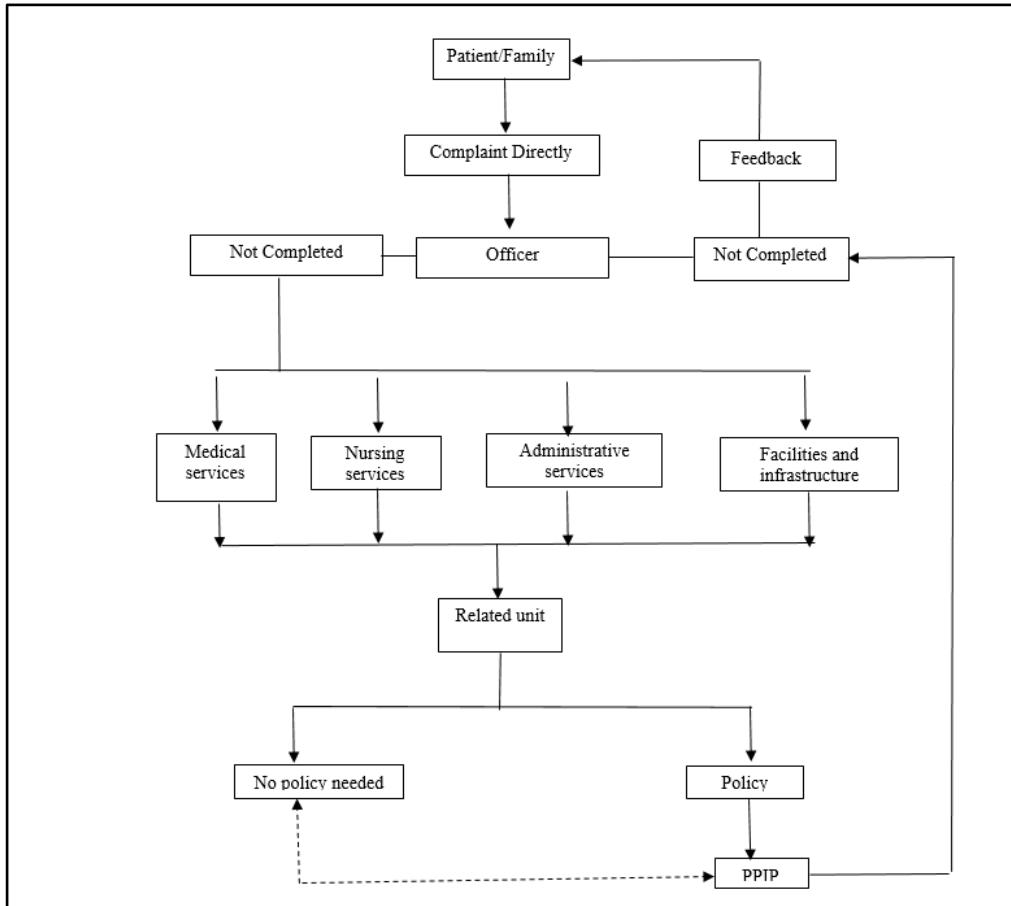 Patient/Family
Complaint Directly
Feedback
Not Completed
Officer
Not Completed
Medical
services
Nursing
services
Administrative
services
Facilities and
infrastructure
Related unit
No policy needed
Policy
PPIP